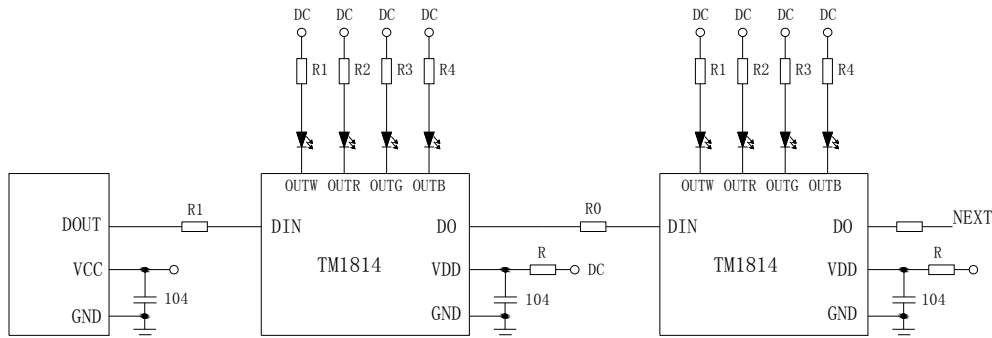 DC DC DC DC DC DC DC DC
R1 R2 R3 R4 R1 R2 R3 R4
OUTW OUTR OUTG OUTB OUTW OUTR OUTG OUTB
DOUT R1 DIN DO R0 DIN DO NEXT
VCC TM1814 VDD R DC TM1814 VDD R
104 104 104
GND GND GND